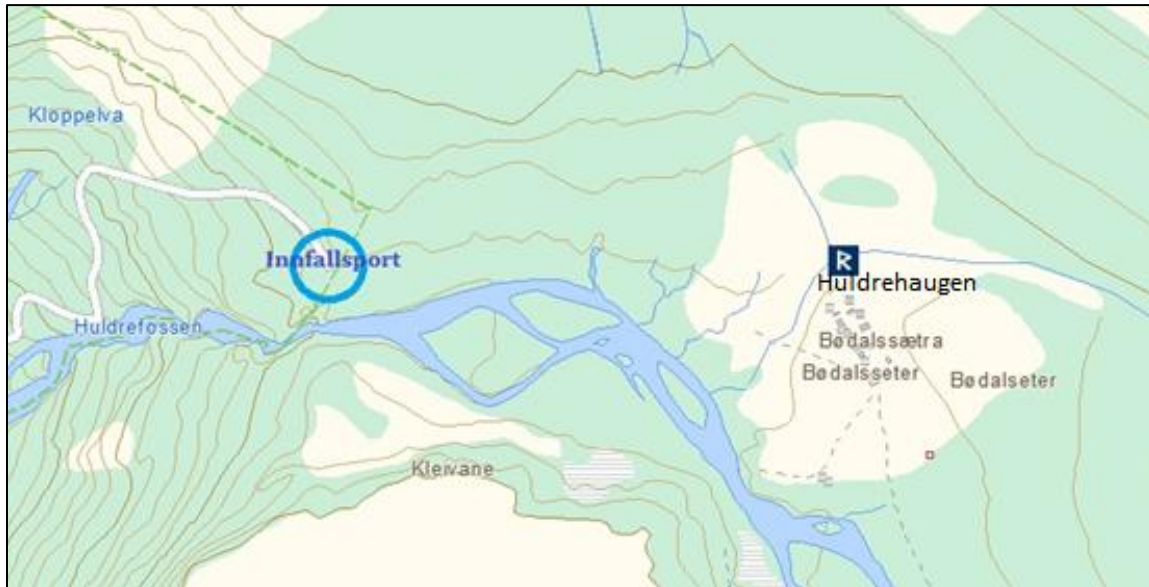 Kloppelva
Innfallsport
R
Huldrehaugen
Huldrefossen
Bødalssætra
Bødalsseter
Bødalseter
Kleivane